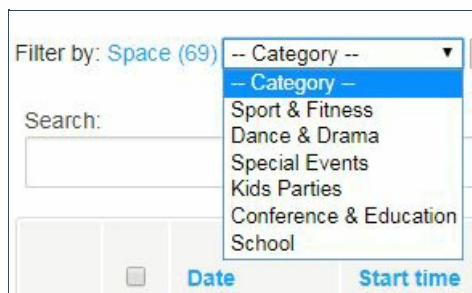 Filter by: Space (69) -- Category --
-- Category --
Sport & Fitness
Dance & Drama
Special Events
Kids Parties
Conference & Education
School
Search:
Date Start time